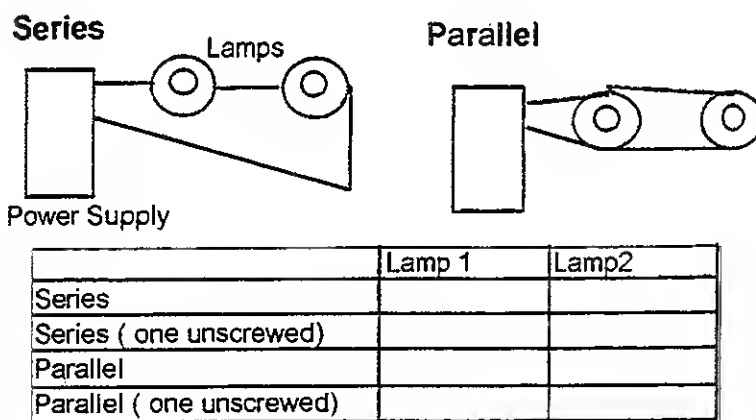 Series
Lamps
Parallel
Power Supply
Lamp 1 Lamp2
Series
Series ( one unscrewed)
Parallel
Parallel ( one unscrewed)